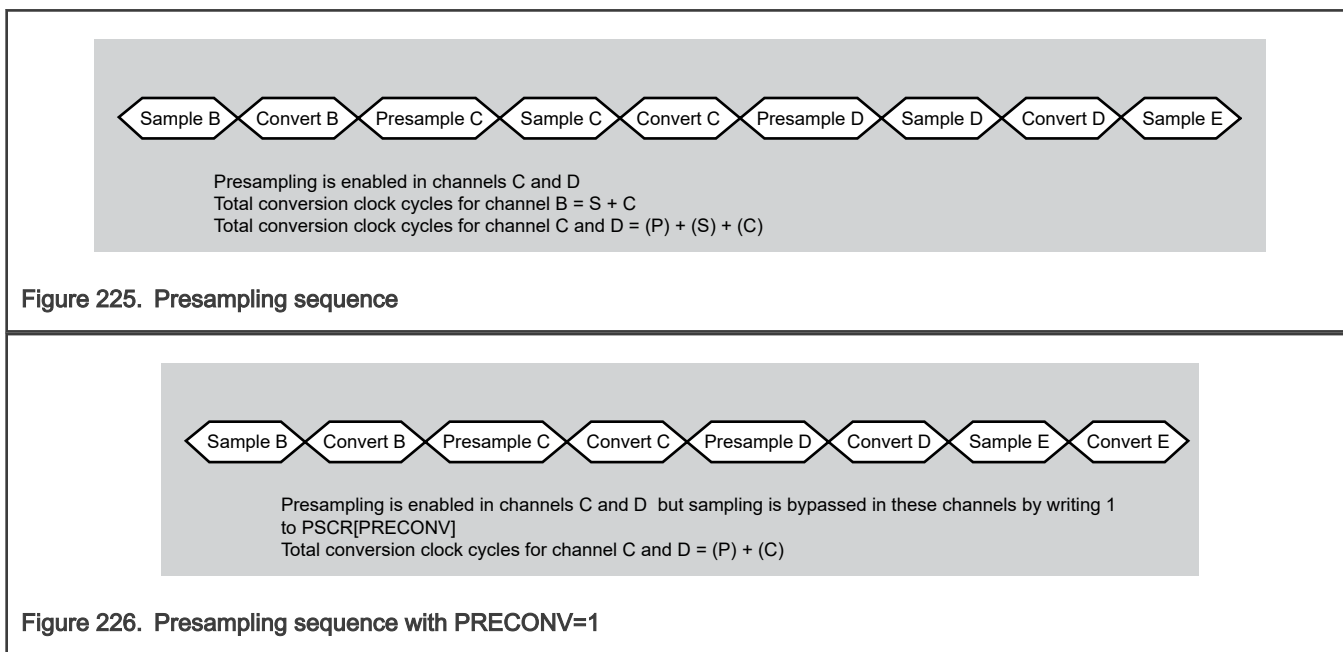 Sample B Convert B Presample C Sample C Convert C Presample D Sample D Convert D Sample E
Presampling is enabled in channels C and D
Total conversion clock cycles for channel B = S + C
Total conversion clock cycles for channel C and D = (P) + (S) + (C)
Figure 225. Presampling sequence
Sample B Convert B Presample C Convert C Presample D Convert D Sample E Convert E
Presampling is enabled in channels C and D but sampling is bypassed in these channels by writing 1
to PSCR[PRECONV]
Total conversion clock cycles for channel C and D = (P) + (C)
Figure 226. Presampling sequence with PRECONV=1